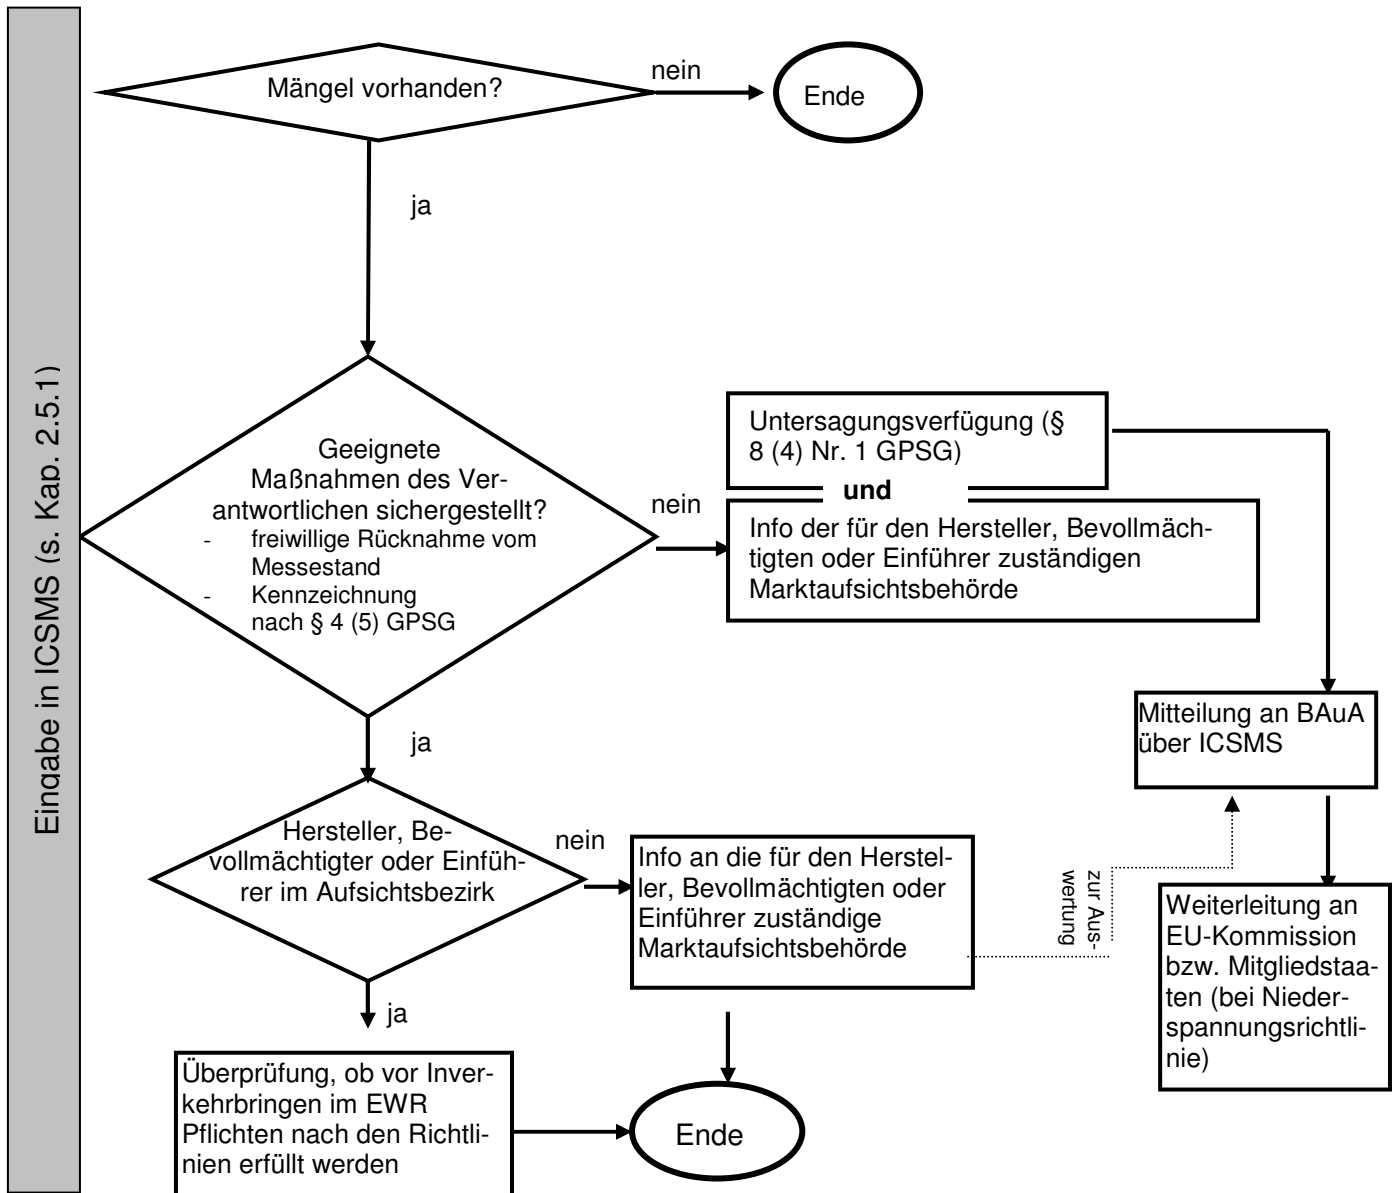 Eingabe in ICSMS (s. Kap. 2.5.1)
Mängel vorhanden?
nein
Ende
ja
Geeignete
Maßnahmen des Ver-
antwortlichen sichergestellt?
- freiwillige Rücknahme vom
Messestand
- Kennzeichnung
nach § 4 (5) GPSG
nein
Untersagungsverfügung (§
8 (4) Nr. 1 GPSG)
und
Info der für den Hersteller, Bevollmäch-
tigten oder Einführer zuständigen
Marktaufsichtsbehörde
Mitteilung an BAuA
über ICSMS
ja
Hersteller, Be-
vollmächtigter oder Einfüh-
rer im Aufsichtsbezirk
nein
Info an die für den Herstel-
ler, Bevollmächtigten oder
Einführer zuständige
Marktaufsichtsbehörde
zur Aus-
wertung
Weiterleitung an
EU-Kommission
bzw. Mitgliedstaa-
ten (bei Nieder-
spannungsrichtli-
nie)
ja
Überprüfung, ob vor Inver-
kehrbringen im EWR
Pflichten nach den Richtli-
nien erfüllt werden
Ende